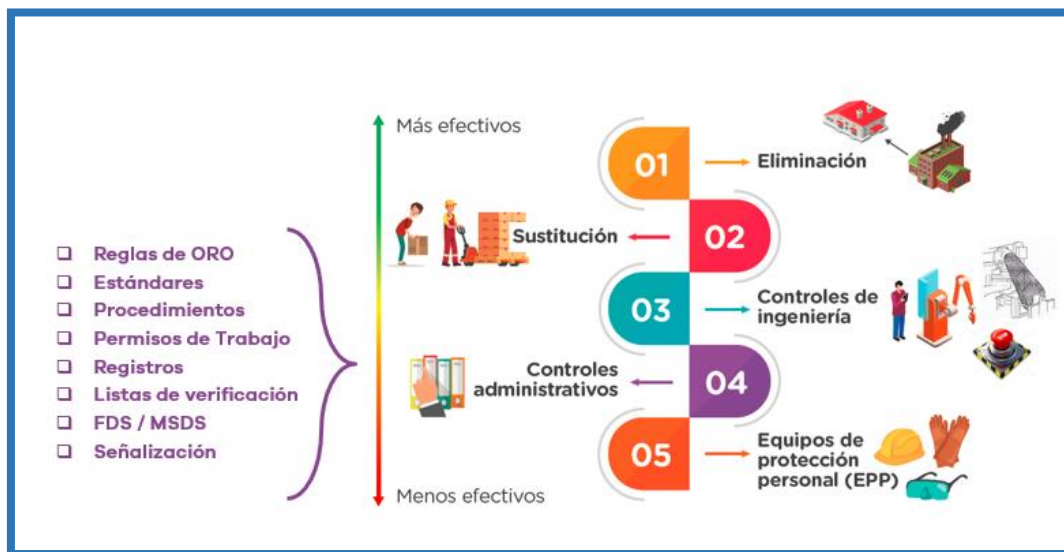 Más efectivos
01
Eliminación
Sustitución
02
Reglas de ORO
Estándares
Procedimientos
Permisos de Trabajo
Registros
Listas de verificación
FDS / MSDS
Señalización
03
Controles de
ingeniería
Controles
administrativos
04
05
Equipos de
protección
personal (EPP)
Menos efectivos